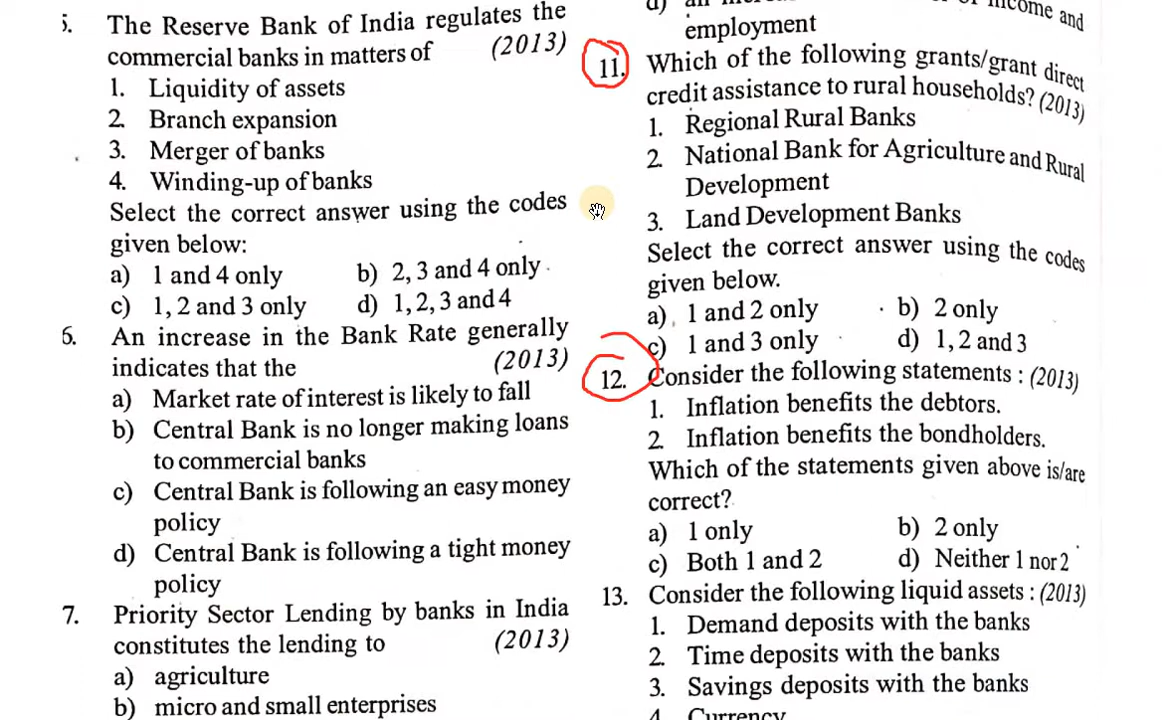 5. The Reserve Bank of India regulates the
commercial banks in matters of (2013)
1. Liquidity of assets
2. Branch expansion
3. Merger of banks
4. Winding-up of banks
Select the correct answer using the codes
given below:
a) 1 and 4 only b) 2, 3 and 4 only
c) 1, 2 and 3 only d) 1, 2, 3 and 4
6. An increase in the Bank Rate generally
indicates that the (2013)
a) Market rate of interest is likely to fall
b) Central Bank is no longer making loans
to commercial banks
c) Central Bank is following an easy money
policy
d) Central Bank is following a tight money
policy
7. Priority Sector Lending by banks in India
constitutes the lending to (2013)
a) agriculture
b) micro and small enterprises
d) income and
employment
11. Which of the following grants/grant direct
credit assistance to rural households? (2013)
1. Regional Rural Banks
2. National Bank for Agriculture and Rural
Development
3. Land Development Banks
Select the correct answer using the codes
given below.
a) 1 and 2 only b) 2 only
c) 1 and 3 only d) 1, 2 and 3
12. Consider the following statements : (2013)
1. Inflation benefits the debtors.
2. Inflation benefits the bondholders.
Which of the statements given above is/are
correct?
a) 1 only b) 2 only
c) Both 1 and 2 d) Neither 1 nor 2
13. Consider the following liquid assets : (2013)
1. Demand deposits with the banks
2. Time deposits with the banks
3. Savings deposits with the banks
4. Currency